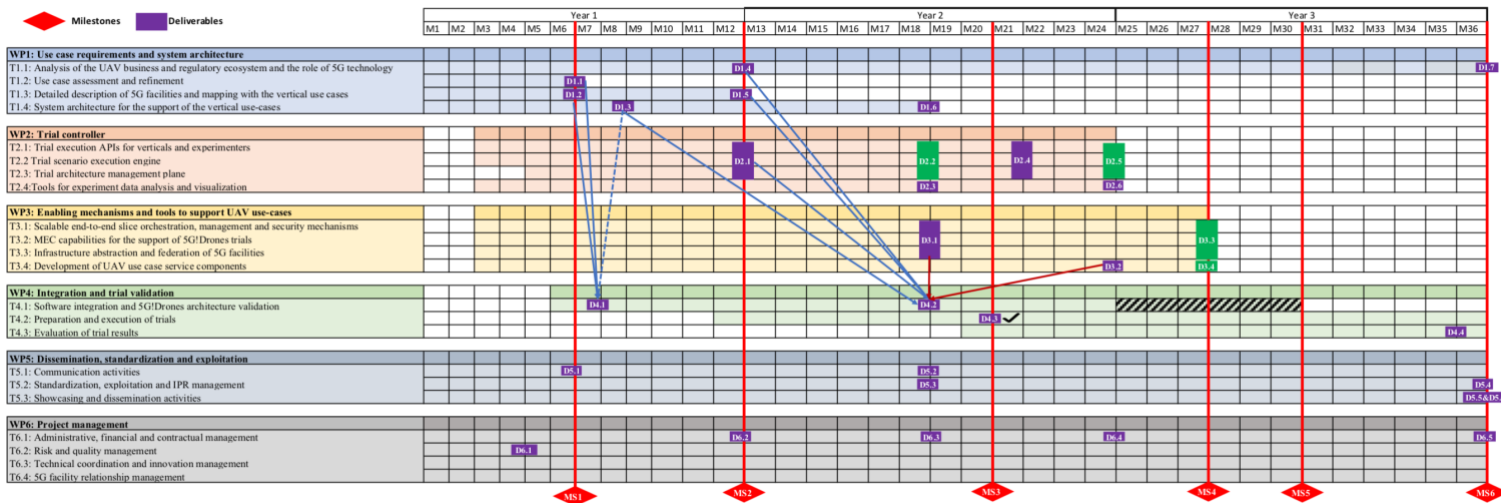 Milestones Deliverables
Year 1 Year 2 Year 3
M1 M2 M3 M4 M5 M6 M7 M8 M9 M10 M11 M12 M13 M14 M15 M16 M17 M18 M19 M20 M21 M22 M23 M24 M25 M26 M27 M28 M29 M30 M31 M32 M33 M34 M35 M36
WP1: Use case requirements and system architecture
T1.1: Analysis of the UAV business and regulatory ecosystem and the role of 5G technology D1.4 D1.7
T1.2: Use case assessment and refinement D1.1
T1.3: Detailed description of 5G facilities and mapping with the vertical use cases D1.2 D1.5
T1.4: System architecture for the support of the vertical use-cases D1.3 D1.6
WP2: Trial controller
T2.1: Trial execution APIs for verticals and experimenters
T2.2 Trial scenario execution engine D2.1 D2.2 D2.4 D2.5
T2.3: Trial architecture management plane
T2.4:Tools for experiment data analysis and visualization D2.3 D2.6
WP3: Enabling mechanisms and tools to support UAV use-cases
T3.1: Scalable end-to-end slice orchestration, management and security mechanisms
T3.2: MEC capabilities for the support of 5G!Drones trials D3.1 D3.3
T3.3: Infrastructure abstraction and federation of 5G facilities
T3.4: Development of UAV use case service components D3.2 D3.4
WP4: Integration and trial validation
T4.1: Software integration and 5G!Drones architecture validation D4.1 D4.2
T4.2: Preparation and execution of trials D4.3
T4.3: Evaluation of trial results D4.4
WP5: Dissemination, standardization and exploitation
T5.1: Communication activities D5.1 D5.2
T5.2: Standardization, exploitation and IPR management D5.3 D5.4
T5.3: Showcasing and dissemination activities D5.5&D5.
WP6: Project management
T6.1: Administrative, financial and contractual management D6.2 D6.3 D6.4 D6.5
T6.2: Risk and quality management D6.1
T6.3: Technical coordination and innovation management
T6.4: 5G facility relationship management
MS1 MS2 MS3 MS4 MS5 MS6